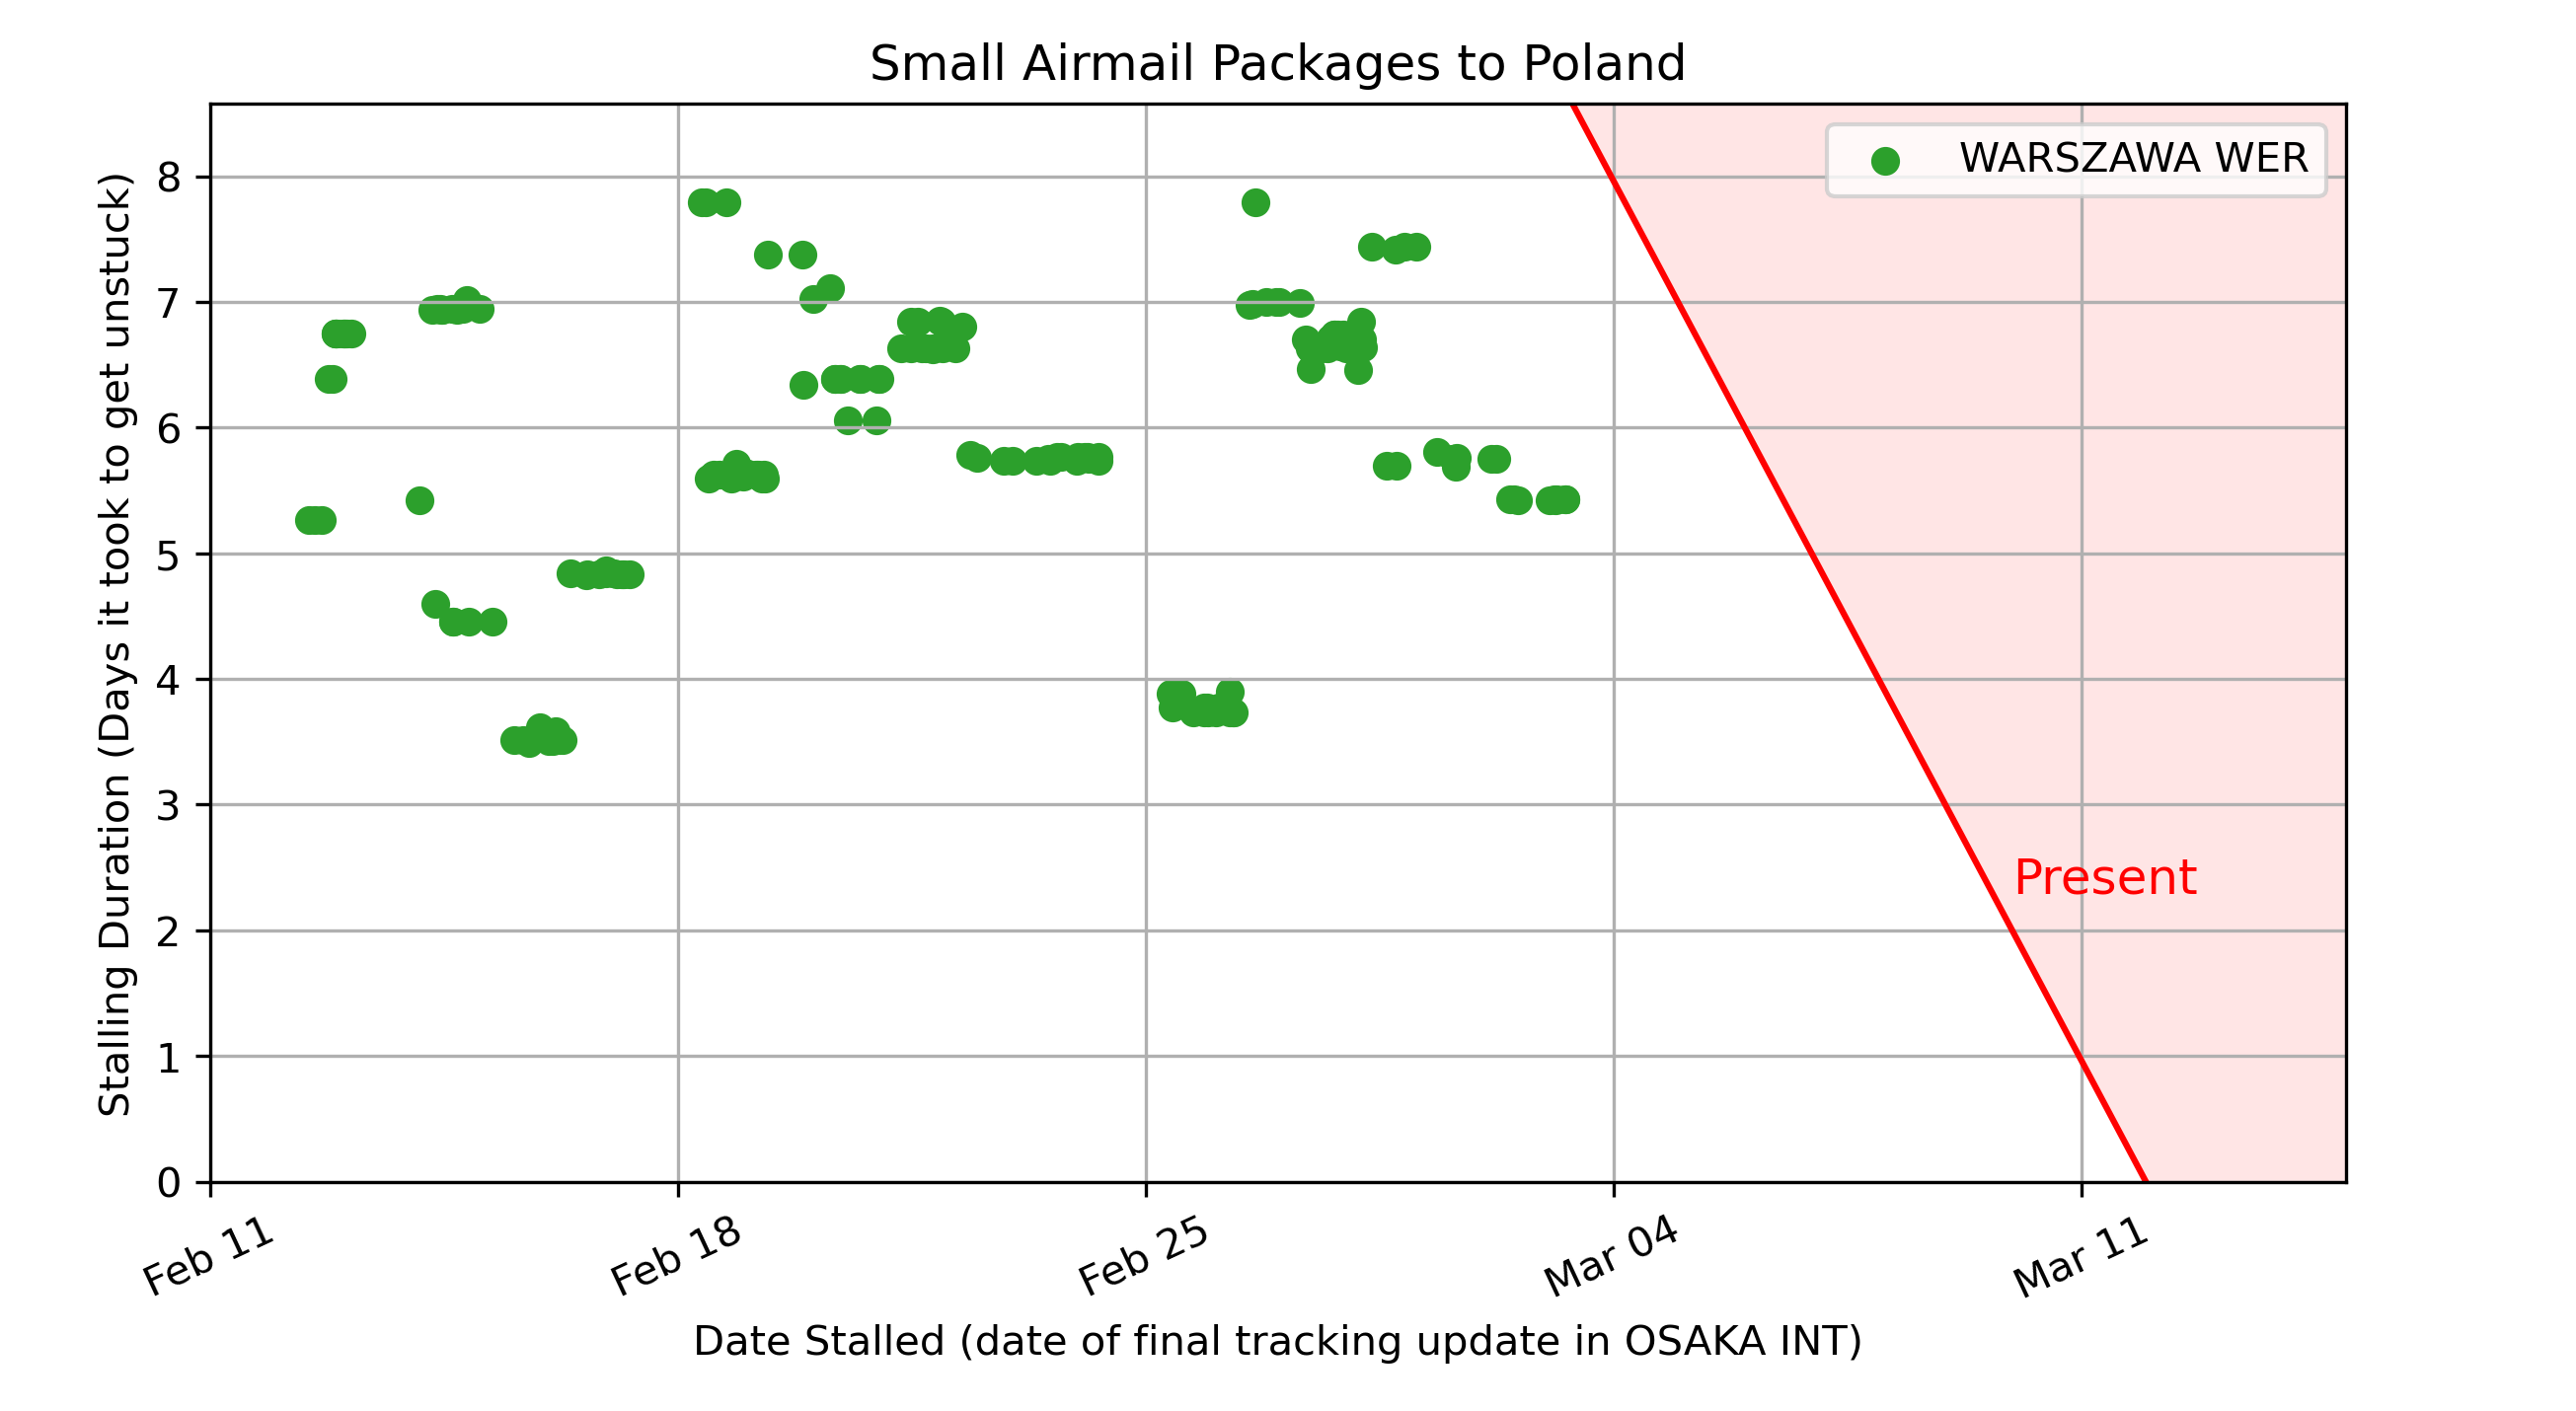 Small Airmail Packages to Poland
WARSZAWA WER
Stalling Duration (Days it took to get unstuck)
8
7
6
5
4
3
2
1
0
Present
Feb 11
Feb 18
Feb 25
Mar 04
Mar 11
Date Stalled (date of final tracking update in OSAKA INT)